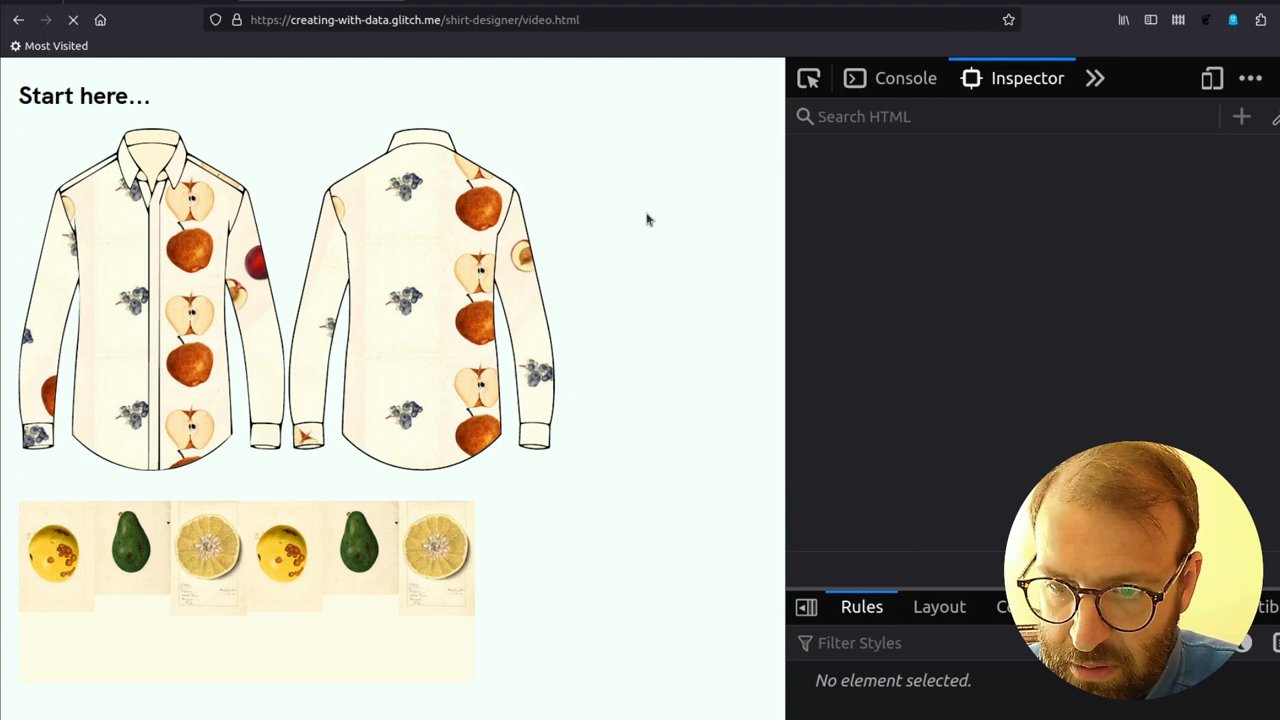 https://creating-with-data.glitch.me/shirt-designer/video.html
Most Visited
Start here...
Console
Inspector
Search HTML
Rules
Layout
Filter Styles
No element selected.